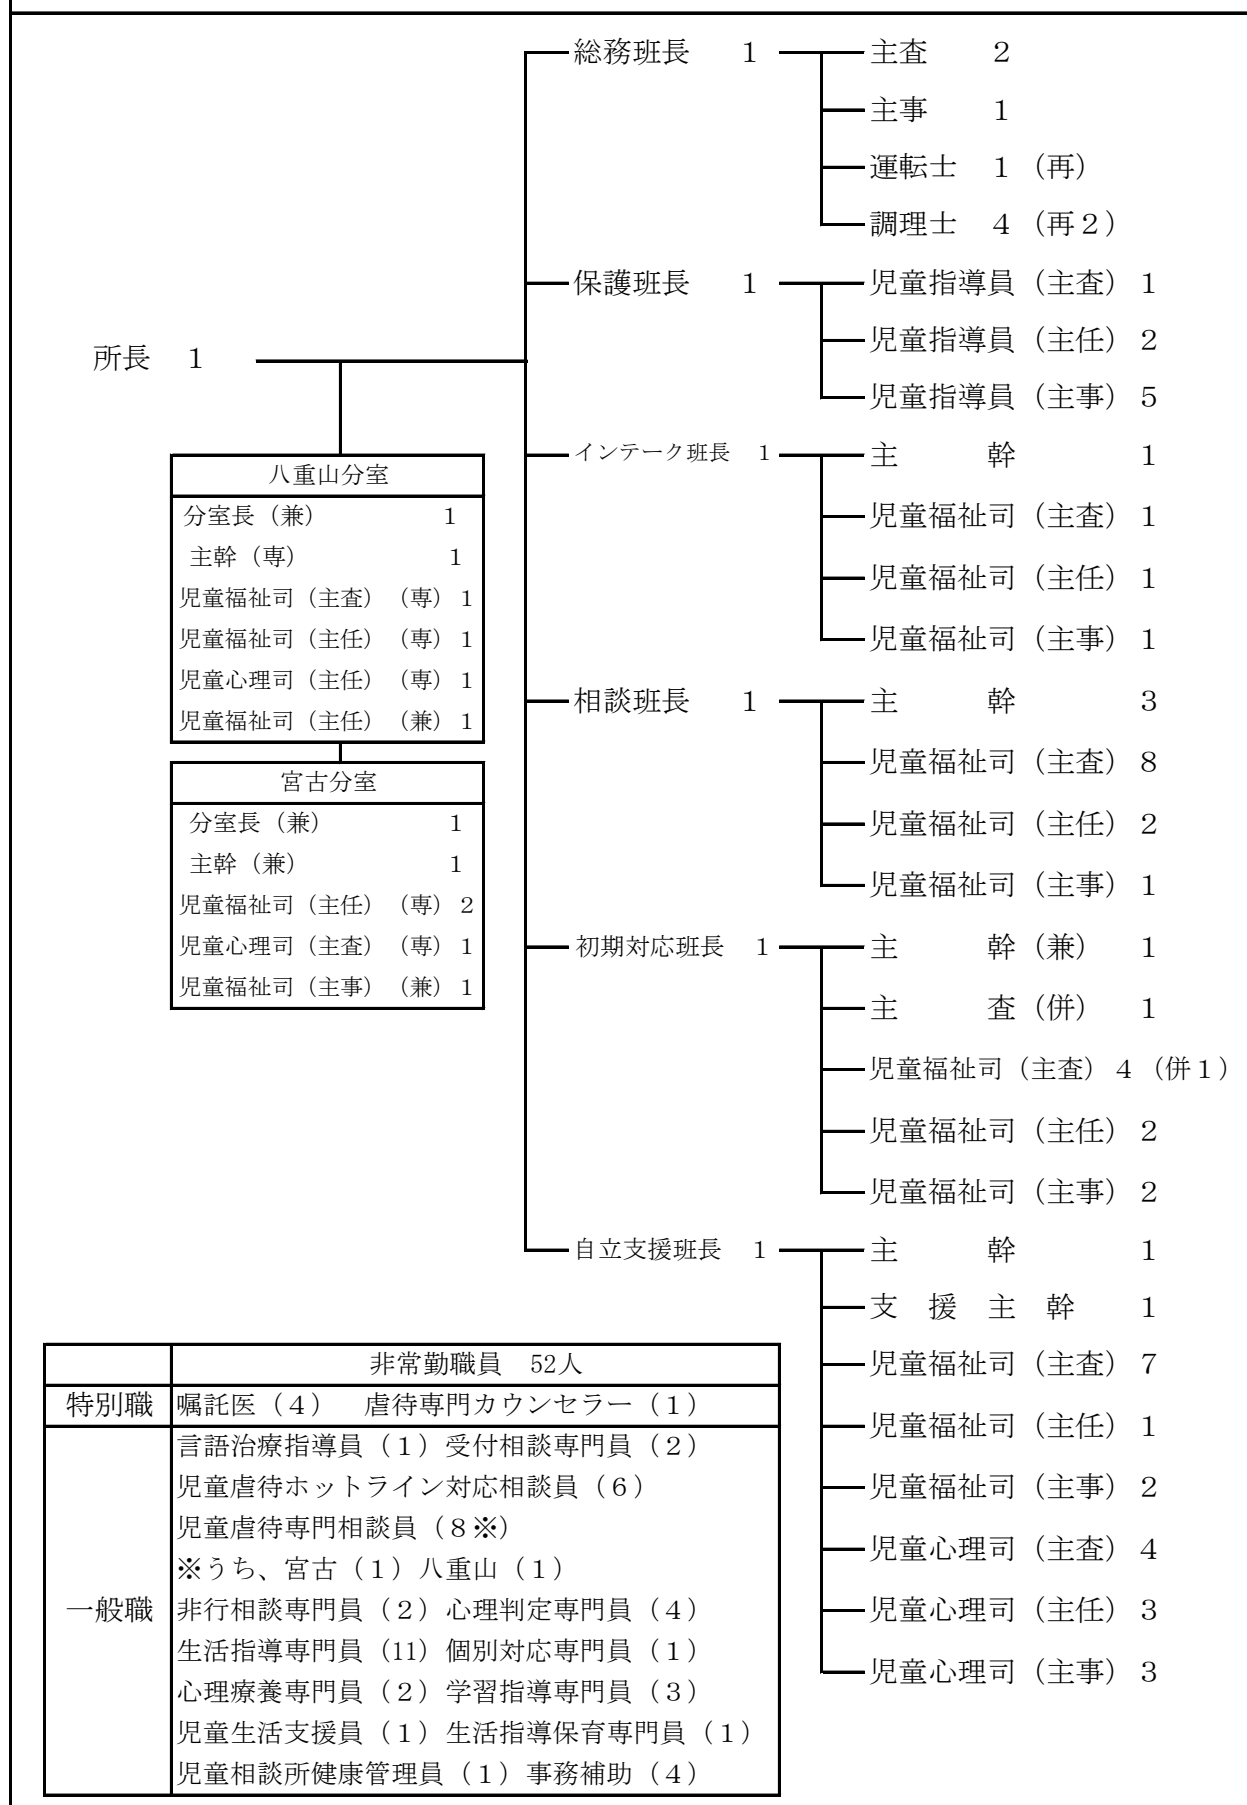 総務班長　1　主査　2
主事　1
運転士　1（再）
調理士　4（再2）
保護班長　1　児童指導員（主査）1
児童指導員（主任）2
児童指導員（主事）5
所長　1
インテーク班長　1　主　幹　1
児童福祉司（主査）1
児童福祉司（主任）1
児童福祉司（主事）1
相談班長　1　主　幹　3
児童福祉司（主査）8
児童福祉司（主任）2
児童福祉司（主事）1
初期対応班長　1　主　幹（兼）　1
主　査（併）　1
児童福祉司（主査）4（併1）
児童福祉司（主任）2
児童福祉司（主事）2
自立支援班長　1　主　幹　1
支　援　主　幹　1
児童福祉司（主査）7
児童福祉司（主任）1
児童福祉司（主事）2
児童心理司（主査）4
児童心理司（主任）3
児童心理司（主事）3
八重山分室
分室長（兼）　1
主幹（専）　1
児童福祉司（主査）（専）1
児童福祉司（主任）（専）1
児童心理司（主任）（専）1
児童福祉司（主任）（兼）1
宮古分室
分室長（兼）　1
主幹（兼）　1
児童福祉司（主任）（専）2
児童心理司（主査）（専）1
児童福祉司（主事）（兼）1
非常勤職員　52人
特別職　嘱託医（4）　虐待専門カウンセラー（1）
一般職
言語治療指導員（1）受付相談専門員（2）
児童虐待ホットライン対応相談員（6）
児童虐待専門相談員（8※）
※うち、宮古（1）八重山（1）
非行相談専門員（2）心理判定専門員（4）
生活指導専門員（11）個別対応専門員（1）
心理療養専門員（2）学習指導専門員（3）
児童生活支援員（1）生活指導保育専門員（1）
児童相談所健康管理員（1）事務補助（4）